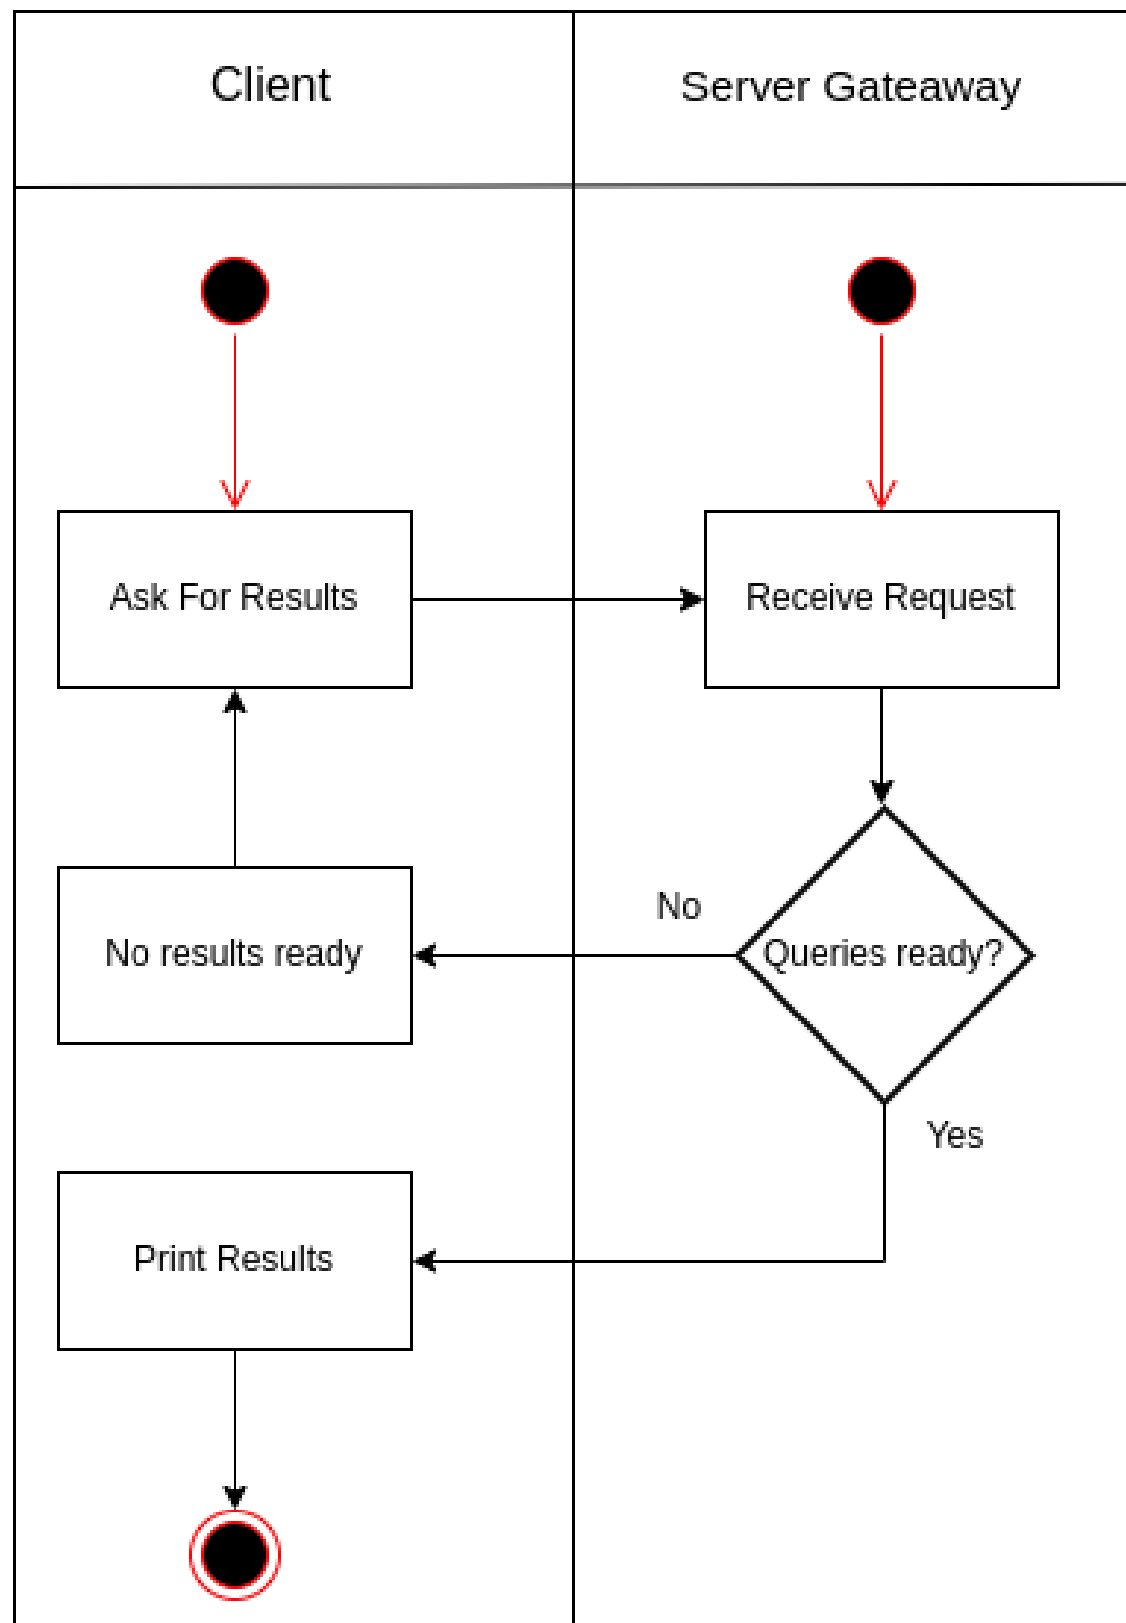 Client
Server Gateaway
Ask For Results
Receive Request
No
No results ready
Queries ready?
Yes
Print Results